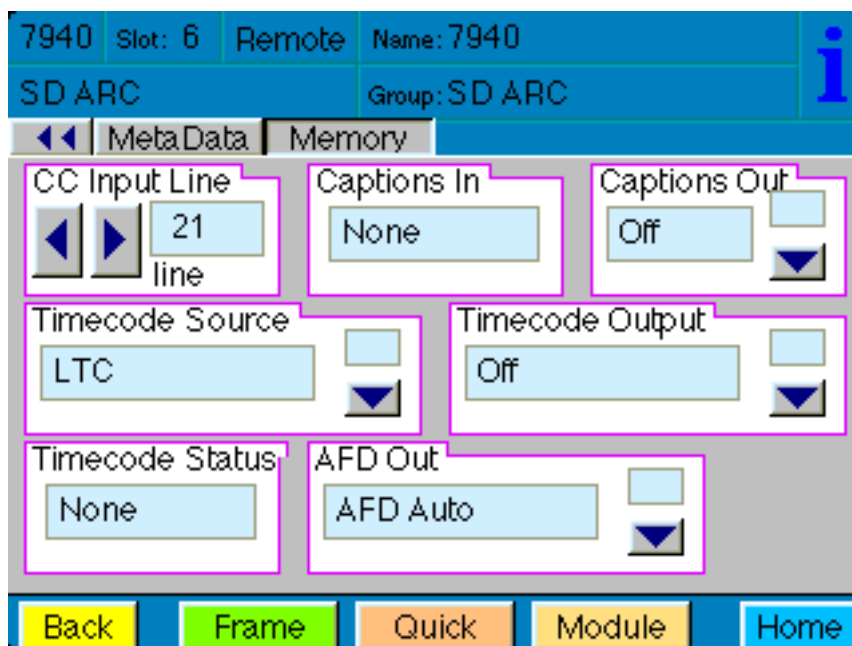 7940 Slot: 6 Remote Name: 7940
SD ARC Group: SD ARC
MetaData Memory
CC Input Line Captions In Captions Out
21 None Off
line
Timecode Source Timecode Output
LTC Off
Timecode Status AFD Out
None AFD Auto
Back Frame Quick Module Home